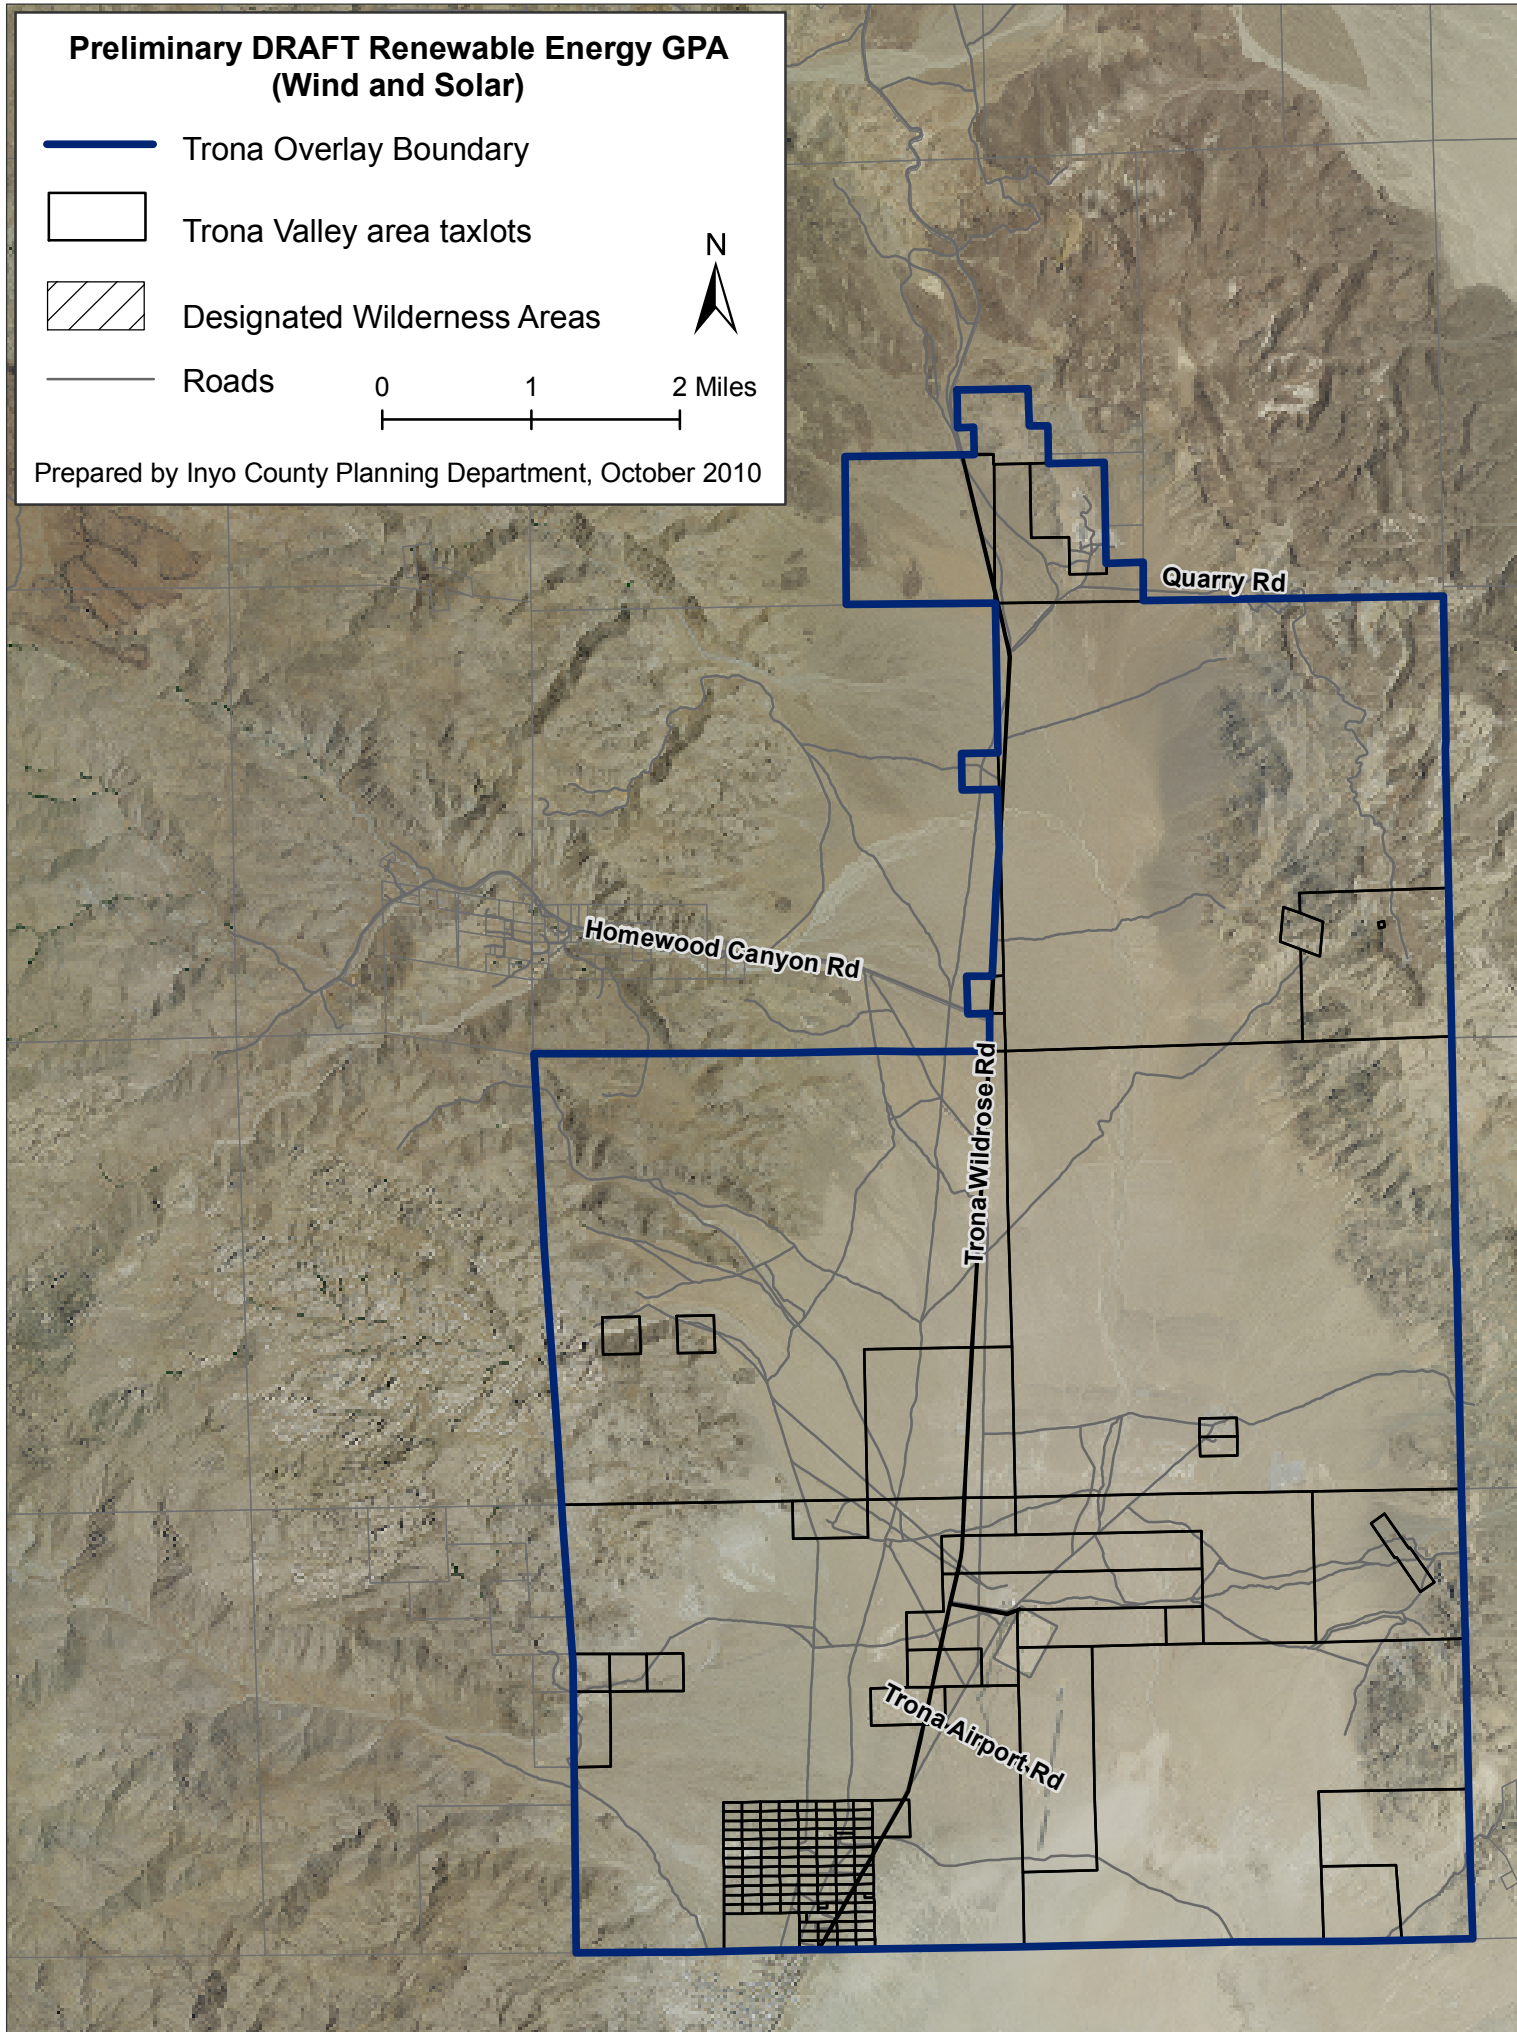 Preliminary DRAFT Renewable Energy GPA
(Wind and Solar)
Trona Overlay Boundary
Trona Valley area taxlots
N
Designated Wilderness Areas
Roads
0 1 2 Miles
Prepared by Inyo County Planning Department, October 2010
Quarry Rd
Homewood Canyon Rd
Trona-Wildrose-Rd
Trona-Airport-Rd